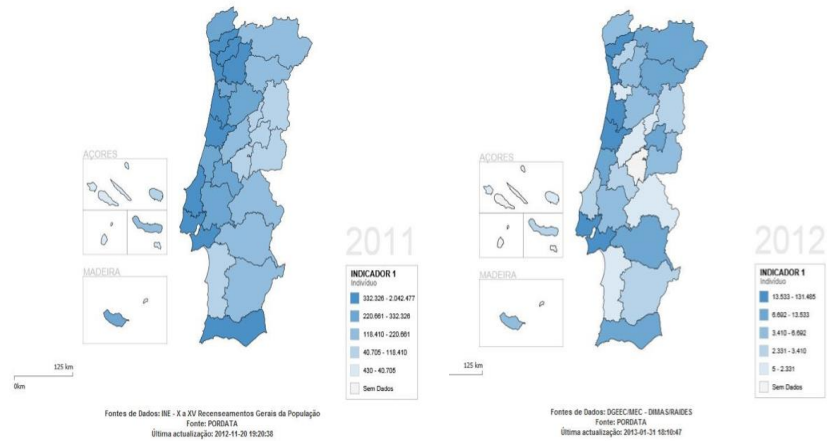 AÇORES
MADEIRA
2011
INDICADOR 1
Indivíduo
332.326 - 2.042.477
220.661 - 332.326
118.410 - 220.661
40.705 - 118.410
430 - 40.705
Sem Dados
125 km
0km
Fontes de Dados: INE - X a XV Recenseamentos Gerais da População
Fonte: PORDATA
Última actualização: 2012-11-20 19:20:38
AÇORES
MADEIRA
2012
INDICADOR 1
Indivíduo
13.533 - 131.485
6.692 - 13.533
3.410 - 6.692
2.331 - 3.410
5 - 2.331
Sem Dados
125 km
Fontes de Dados: DGEEC/MEC - DIMAS/RAIDES
Fonte: PORDATA
Última actualização: 2013-01-31 18:10:47